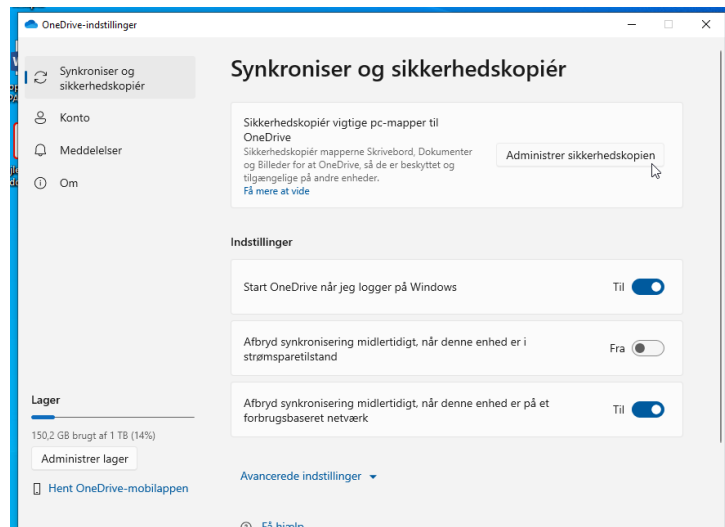 OneDrive-indstillinger
Synkroniser og
sikkerhedskopiér
Konto
Meddelelser
Om
Lager
150,2 GB brugt af 1 TB (14%)
Administrer lager
Hent OneDrive-mobilappen
Synkroniser og sikkerhedskopiér
Sikkerhedskopiér vigtige pc-mapper til
OneDrive
Sikkerhedskopiér mapperne Skrivebord, Dokumenter
og Billeder for at OneDrive, så de er beskyttet og
tilgængelige på andre enheder.
Få mere at vide
Administrer sikkerhedskopien
Indstillinger
Start OneDrive når jeg logger på Windows
Til
Afbryd synkronisering midlertidigt, når denne enhed er i
strømsparetilstand
Fra
Afbryd synkronisering midlertidigt, når denne enhed er på et
forbrugsbaseret netværk
Til
Avancerede indstillinger
Få hjælp